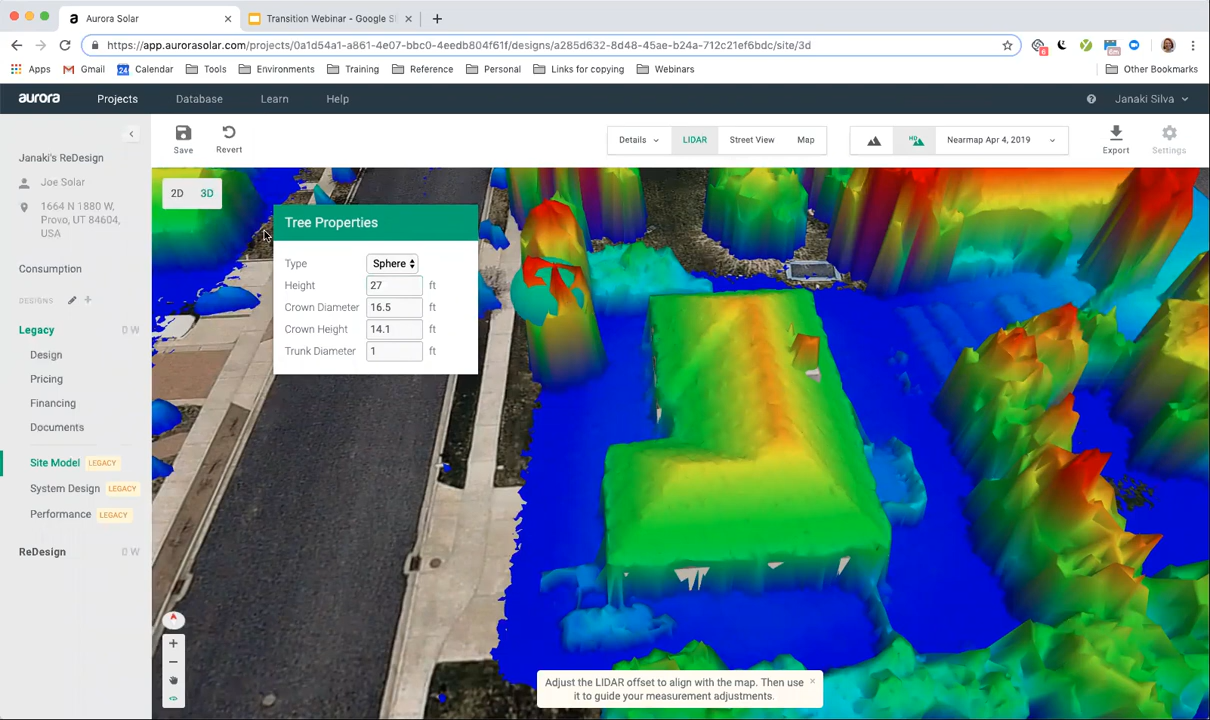 Aurora Solar
Transition Webinar - Google Sl
https://app.aurorasolar.com/projects/0a1d54a1-a861-4e07-bbc0-4eedb804f61f/designs/a285d632-8d48-45ae-b24a-712c21ef6bdc/site/3d
Apps Gmail Calendar Tools Environments Training Reference Personal Links for copying Webinars Other Bookmarks
aurora Projects Database Learn Help Janaki Silva
Save Revert Details LIDAR Street View Map HD Nearmap Apr 4, 2019 Export Settings
Janaki's ReDesign
Joe Solar
1664 N 1880 W,
Provo, UT 84604,
USA
Consumption
DESIGNS
Legacy 0 W
Design
Pricing
Financing
Documents
Site Model LEGACY
System Design LEGACY
Performance LEGACY
ReDesign 0 W
2D 3D
Tree Properties
Type Sphere
Height 27 ft
Crown Diameter 16.5 ft
Crown Height 14.1 ft
Trunk Diameter 1 ft
Adjust the LIDAR offset to align with the map. Then use
it to guide your measurement adjustments.